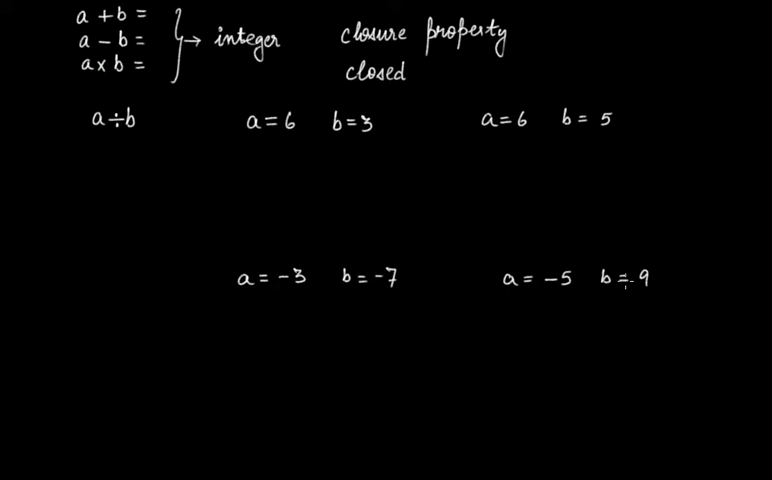 a + b =
a - b = → integer closure property
a × b = closed
a ÷ b a = 6 b = 3 a = 6 b = 5
a = -3 b = -7 a = -5 b = 9